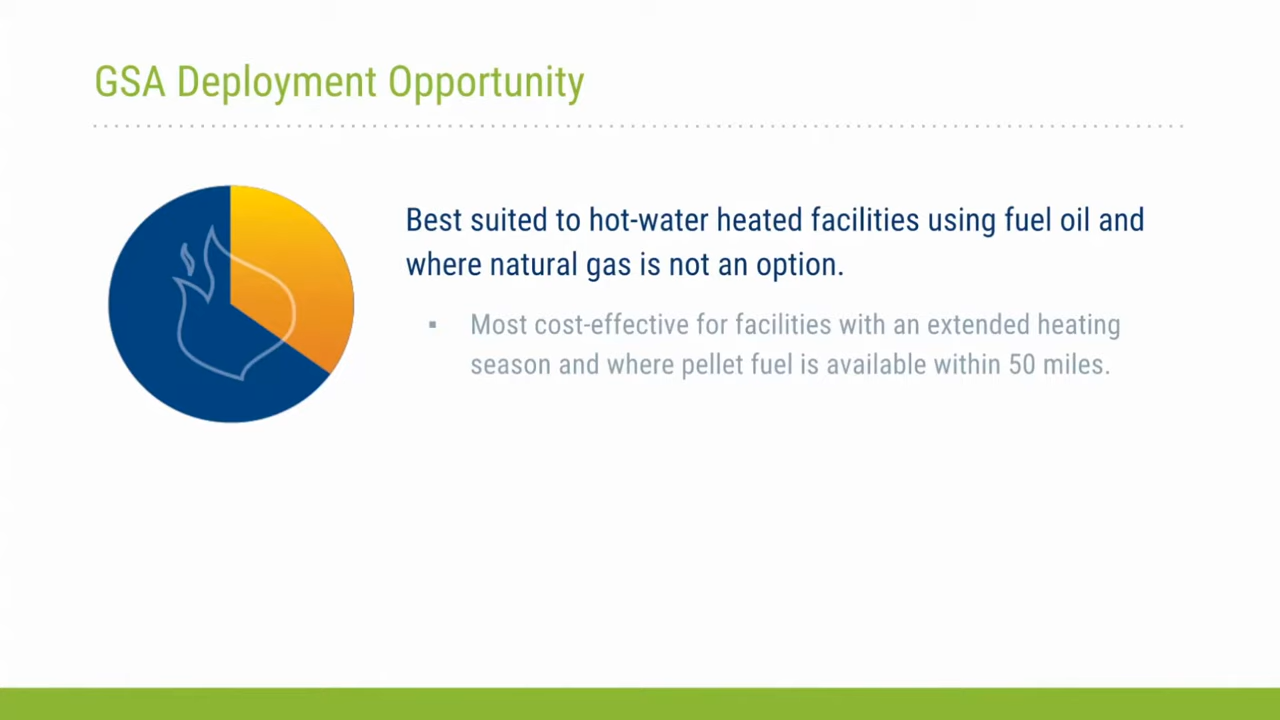 GSA Deployment Opportunity
Best suited to hot-water heated facilities using fuel oil and
where natural gas is not an option.
▪ Most cost-effective for facilities with an extended heating
season and where pellet fuel is available within 50 miles.